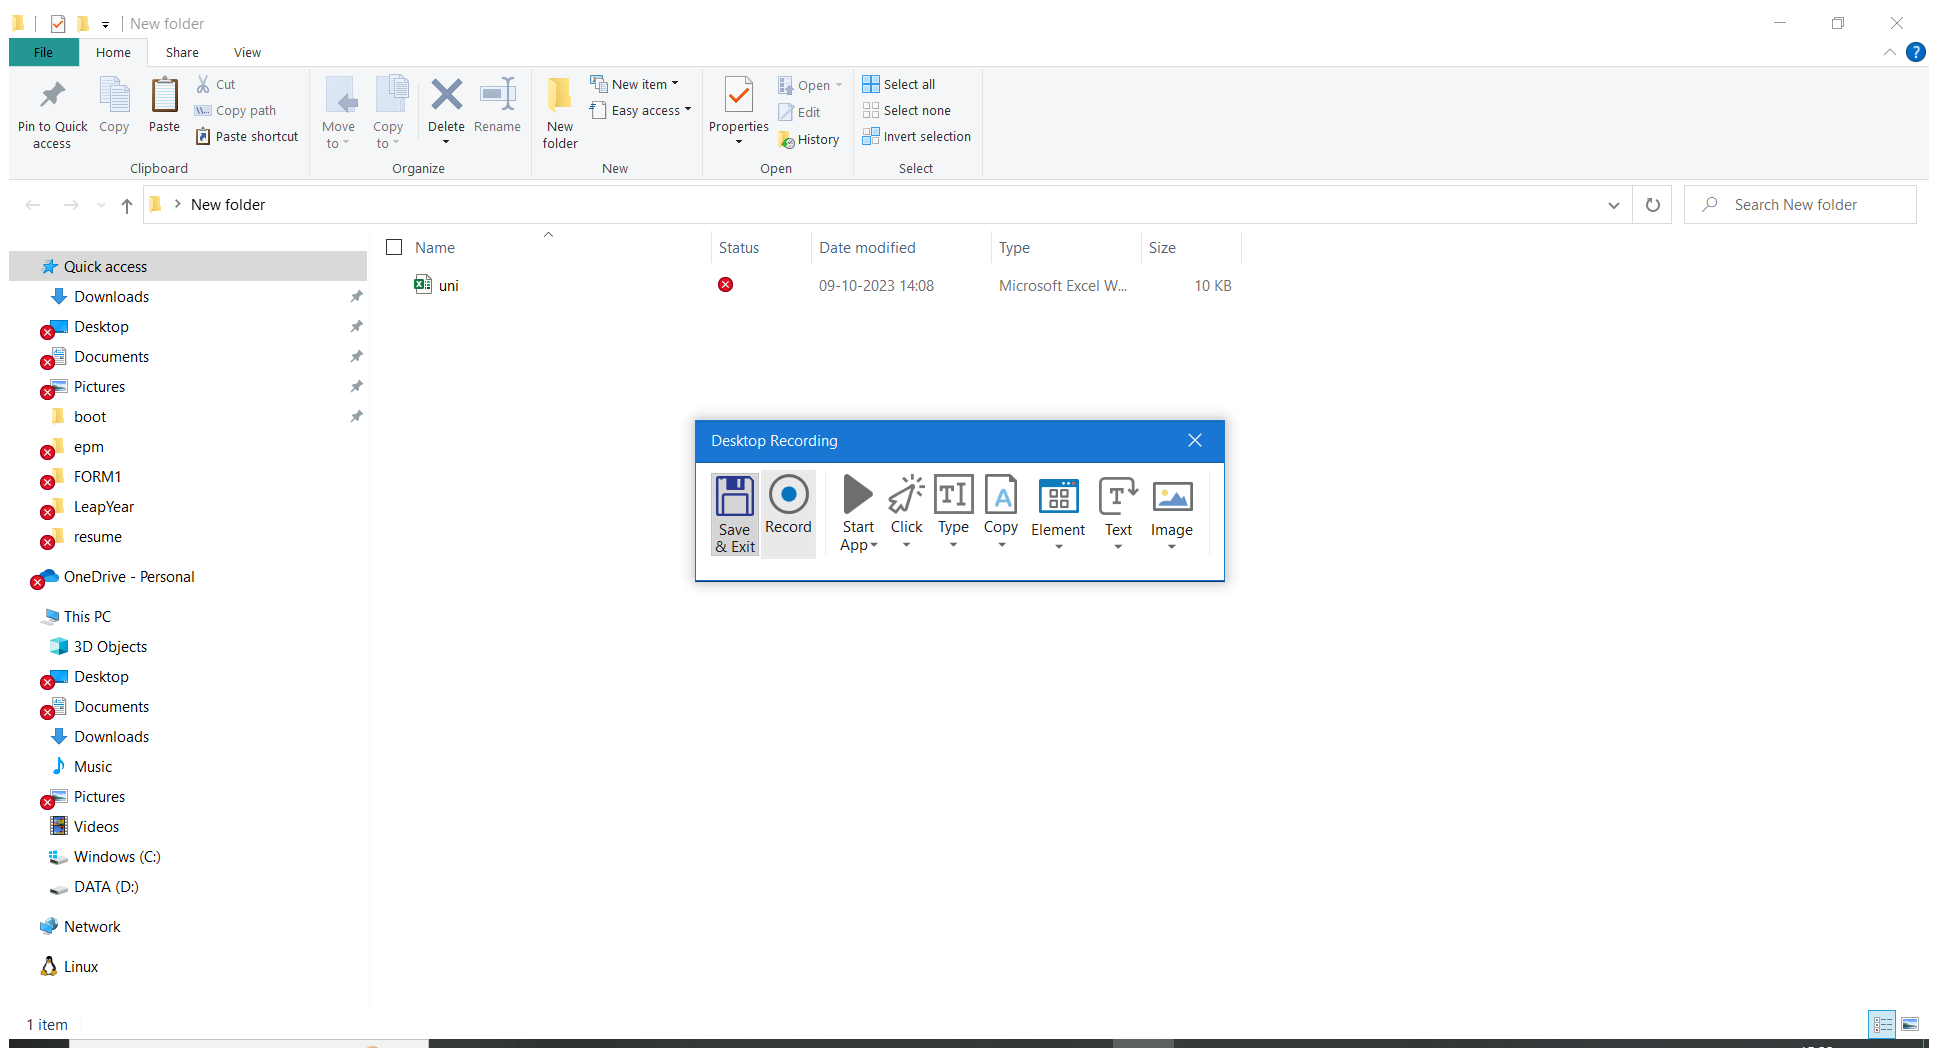 New folder
File Home Share View
Pin to Quick access
Copy
Paste
Cut
Copy path
Paste shortcut
Clipboard
Move to
Copy to
Delete
Rename
Organize
New folder
New item
Easy access
New
Properties
Open
Edit
History
Open
Select all
Select none
Invert selection
Select
New folder
Search New folder
Name Status Date modified Type Size
uni 09-10-2023 14:08 Microsoft Excel W... 10 KB
Quick access
Downloads
Desktop
Documents
Pictures
boot
epm
FORM1
LeapYear
resume
OneDrive - Personal
This PC
3D Objects
Desktop
Documents
Downloads
Music
Pictures
Videos
Windows (C:)
DATA (D:)
Network
Linux
Desktop Recording
Save & Exit
Record
Start App
Click
Type
Copy
Element
Text
Image
1 item